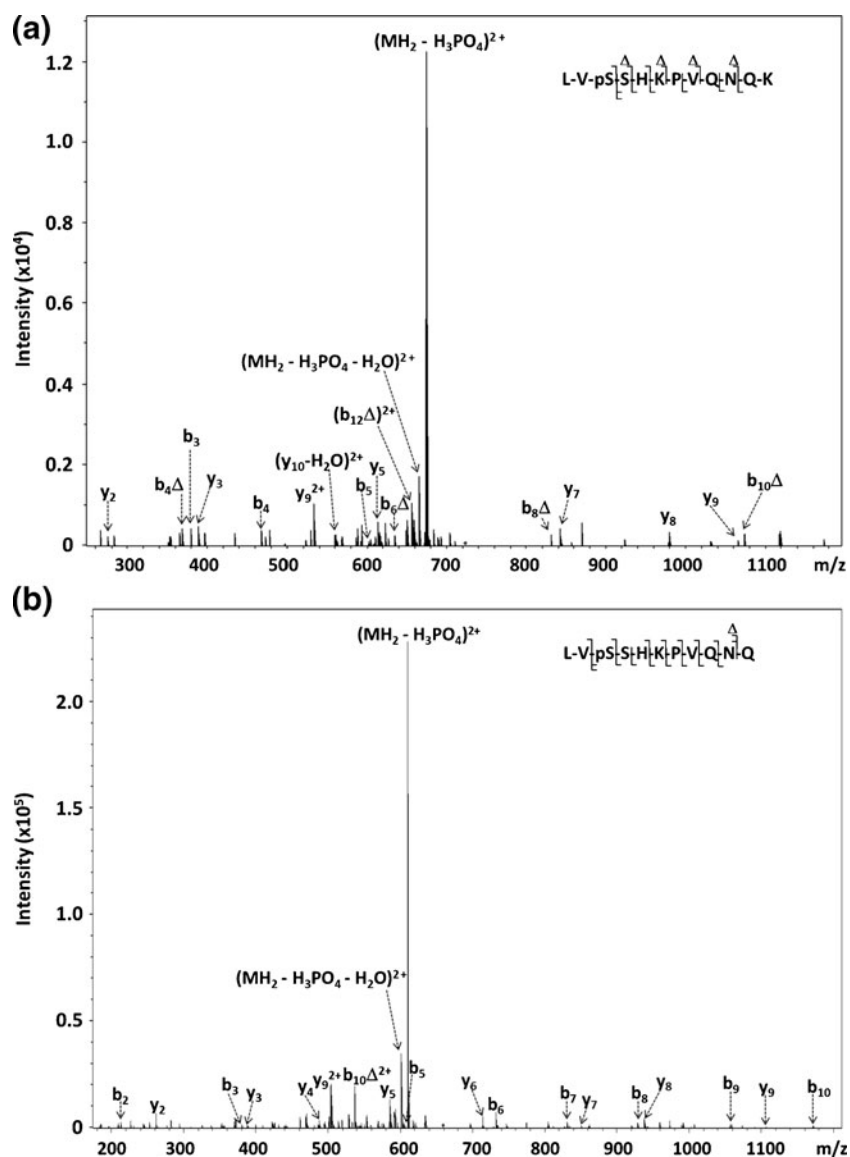 (a)
(MH₂ - H₃PO₄)²⁺
Δ Δ Δ Δ
L-V-pS-S-H-K-P-V-Q-N-Q-K
1.2
1.0
0.8
Intensity (x10⁴)
0.6
(MH₂ - H₃PO₄ - H₂O)²⁺
0.4
(b₁₂Δ)²⁺
b₃
(y₁₀-H₂O)²⁺
y₅
0.2
y₂
b₄Δ
y₃
b₄
y₉²⁺
b₅
b₆Δ
b₈Δ
y₇
y₈
y₉
b₁₀Δ
0
300 400 500 600 700 800 900 1000 1100 m/z
(b)
(MH₂ - H₃PO₄)²⁺
Δ
L-V-pS-S-H-K-P-V-Q-N-Q
2.0
1.5
Intensity (x10⁵)
1.0
(MH₂ - H₃PO₄ - H₂O)²⁺
0.5
b₂
y₂
b₃
y₃
y₄
y₉²⁺
b₁₀Δ²⁺
y₅
b₅
y₆
b₆
b₇
y₇
b₈
y₈
b₉
y₉
b₁₀
0
200 300 400 500 600 700 800 900 1000 1100 m/z